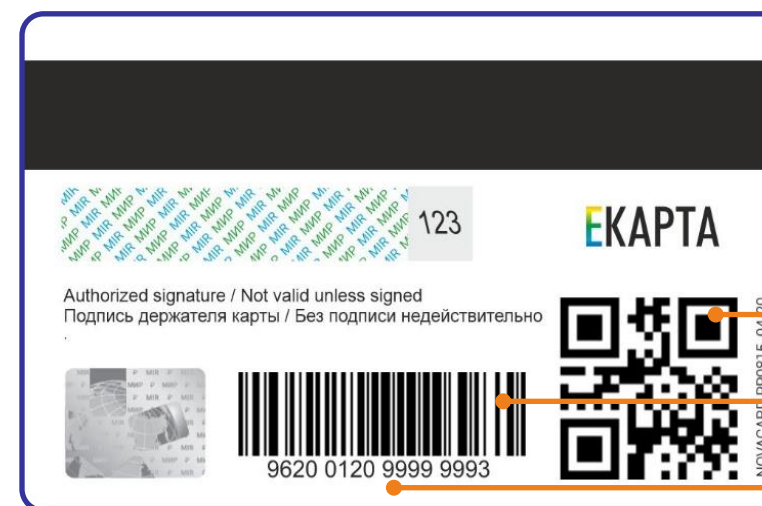 123
ЕКАРТА
Authorized signature / Not valid unless signed
Подпись держателя карты / Без подписи недействительно
.
9620 0120 9999 9993